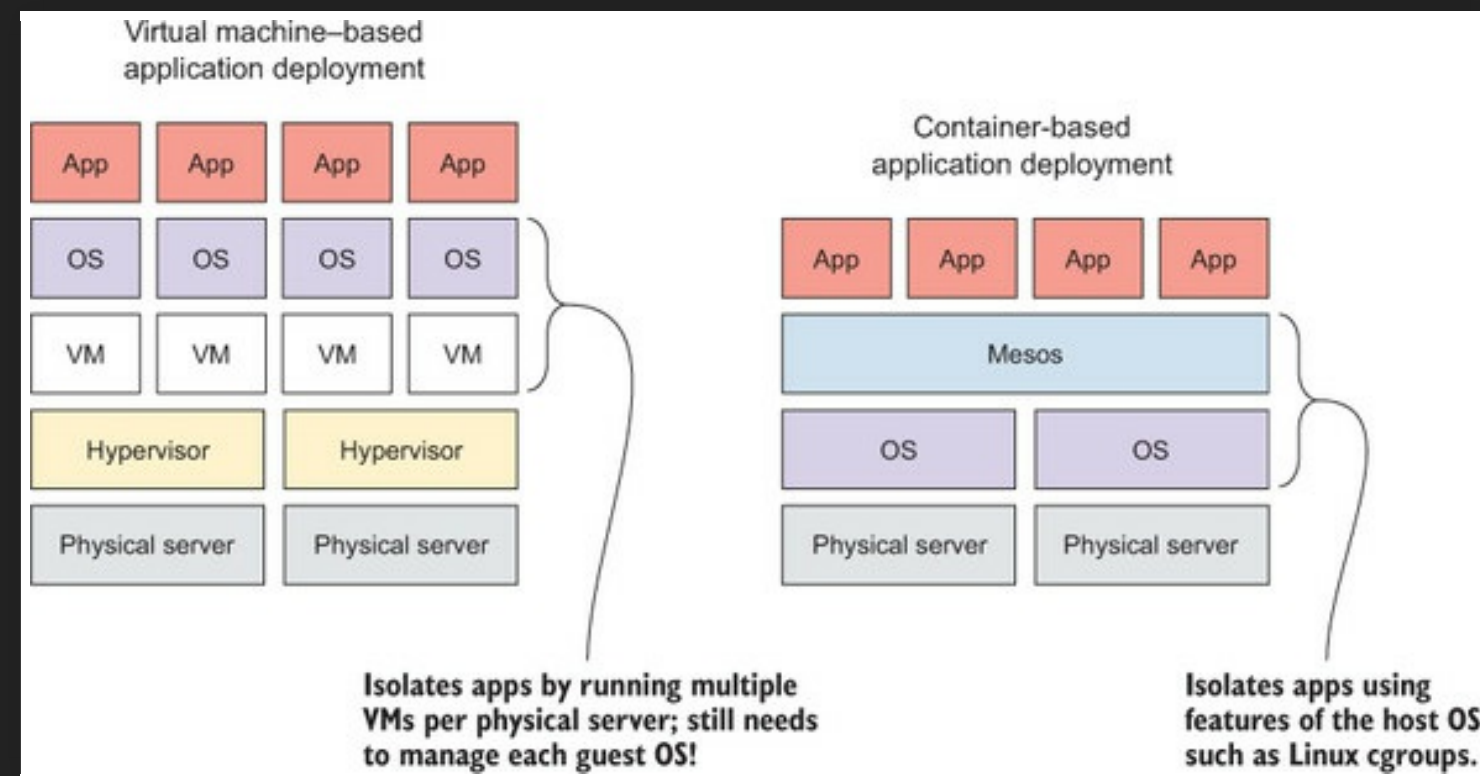 Virtual machine–based
application deployment
App App App App
OS OS OS OS
VM VM VM VM
Hypervisor Hypervisor
Physical server Physical server
Isolates apps by running multiple
VMs per physical server; still needs
to manage each guest OS!
Container-based
application deployment
App App App App
Mesos
OS OS
Physical server Physical server
Isolates apps using
features of the host OS
such as Linux cgroups.